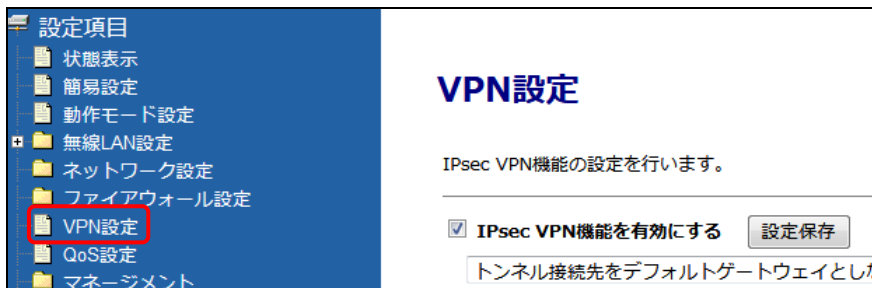 設定項目
状態表示
簡易設定
動作モード設定
無線LAN設定
ネットワーク設定
ファイアウォール設定
VPN設定
QoS設定
マネージメント
VPN設定
IPsec VPN機能の設定を行います。
IPsec VPN機能を有効にする 設定保存
トンネル接続先をデフォルトゲートウェイとし